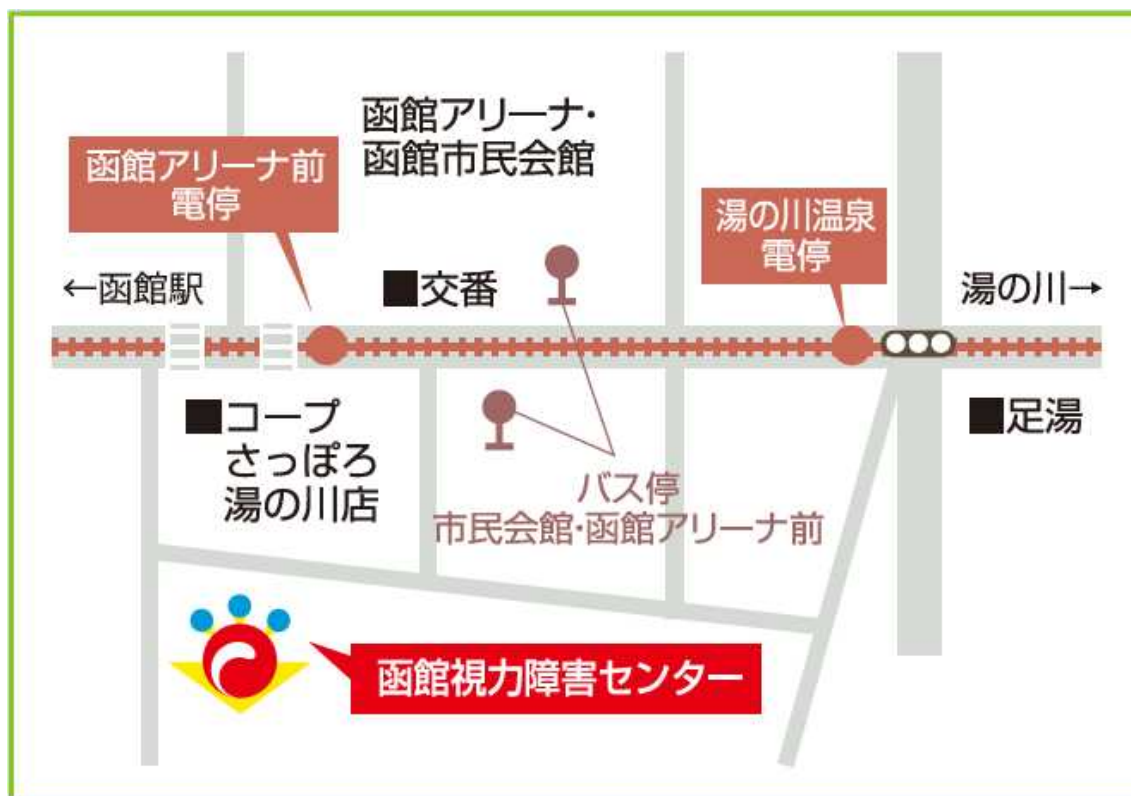 函館アリーナ・
函館市民会館
函館アリーナ前
電停
湯の川温泉
電停
←函館駅
■交番
湯の川→
■コープ
さっぽろ
湯の川店
■足湯
バス停
市民会館・函館アリーナ前
函館視力障害センター